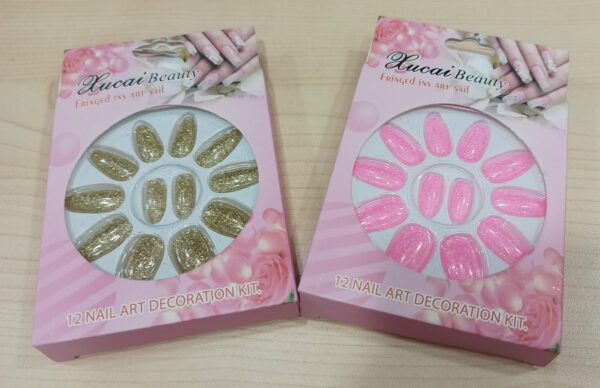 Xucai Beauty
FRINGED INS ART NAIL
12 NAIL ART DECORATION KIT.
Xucai Beauty
FRINGED INS ART NAIL
12 NAIL ART DECORATION KIT.